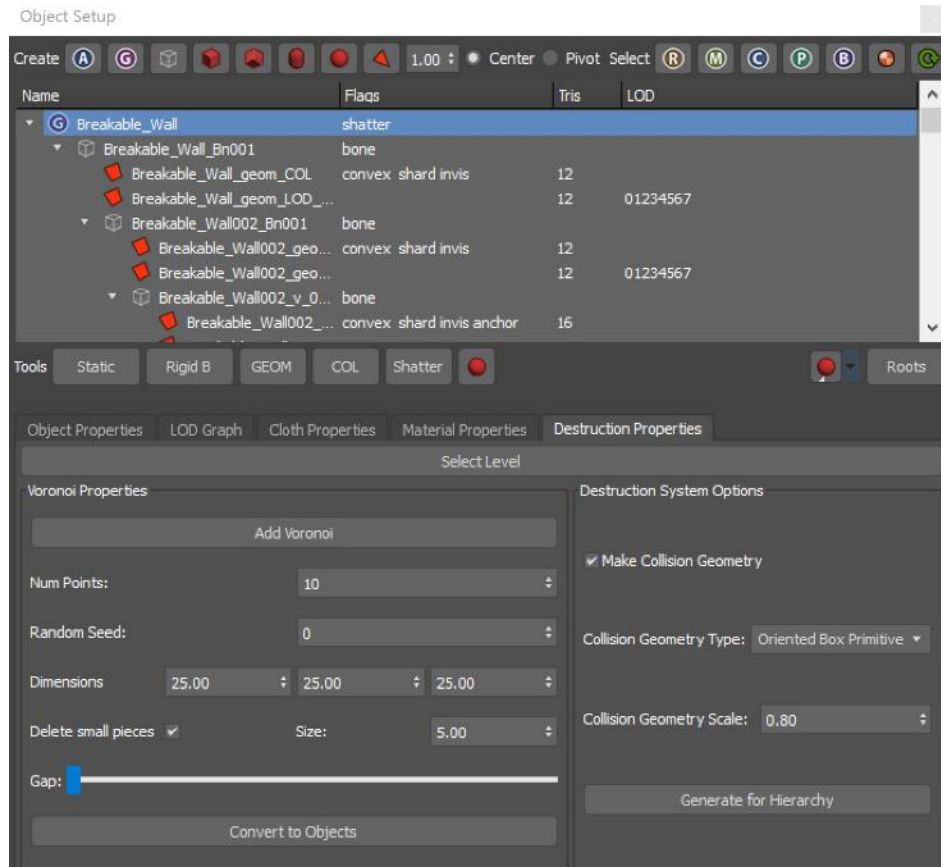 Object Setup
Create A G 1.00 Center Pivot Select R M C P B
Name Flags Tris LOD
G Breakable_Wall shatter
Breakable_Wall_Bn001 bone
Breakable_Wall_geom_COL convex shard invis 12
Breakable_Wall_geom_LOD_... 12 01234567
Breakable_Wall002_Bn001 bone
Breakable_Wall002_geo... convex shard invis 12
Breakable_Wall002_geo... 12 01234567
Breakable_Wall002_v_0... bone
Breakable_Wall002_... convex shard invis anchor 16
Tools Static Rigid B GEOM COL Shatter Roots
Object Properties LOD Graph Cloth Properties Material Properties Destruction Properties
Select Level
Voronoi Properties Destruction System Options
Add Voronoi
Make Collision Geometry
Num Points: 10
Random Seed: 0
Collision Geometry Type: Oriented Box Primitive
Dimensions 25.00 25.00 25.00
Delete small pieces Size: 5.00
Collision Geometry Scale: 0.80
Gap:
Generate for Hierarchy
Convert to Objects